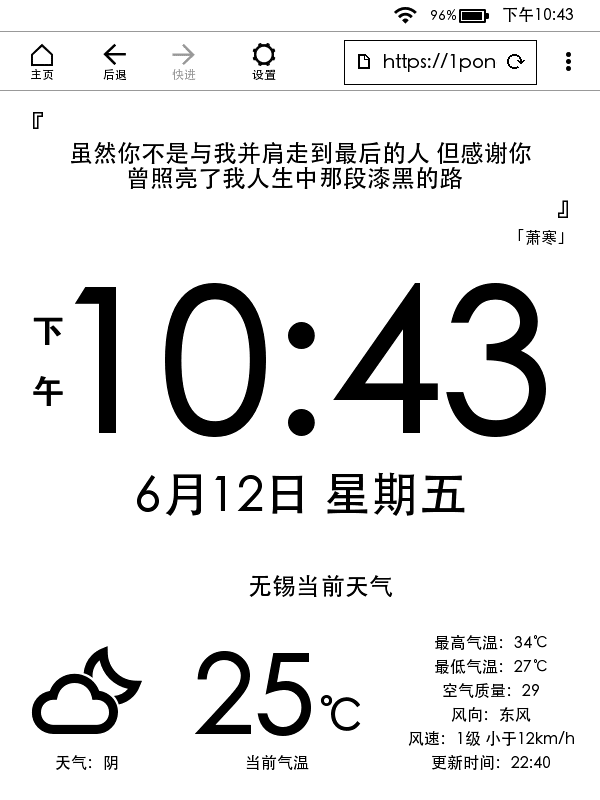 96% 下午10:43
主页 后退 快进 设置 https://1pon
『
虽然你不是与我并肩走到最后的人 但感谢你
曾照亮了我人生中那段漆黑的路
』
「萧寒」
下午 10:43
6月12日 星期五
无锡当前天气
25℃
天气：阴
当前气温
最高气温：34℃
最低气温：27℃
空气质量：29
风向：东风
风速：1级 小于12km/h
更新时间：22:40